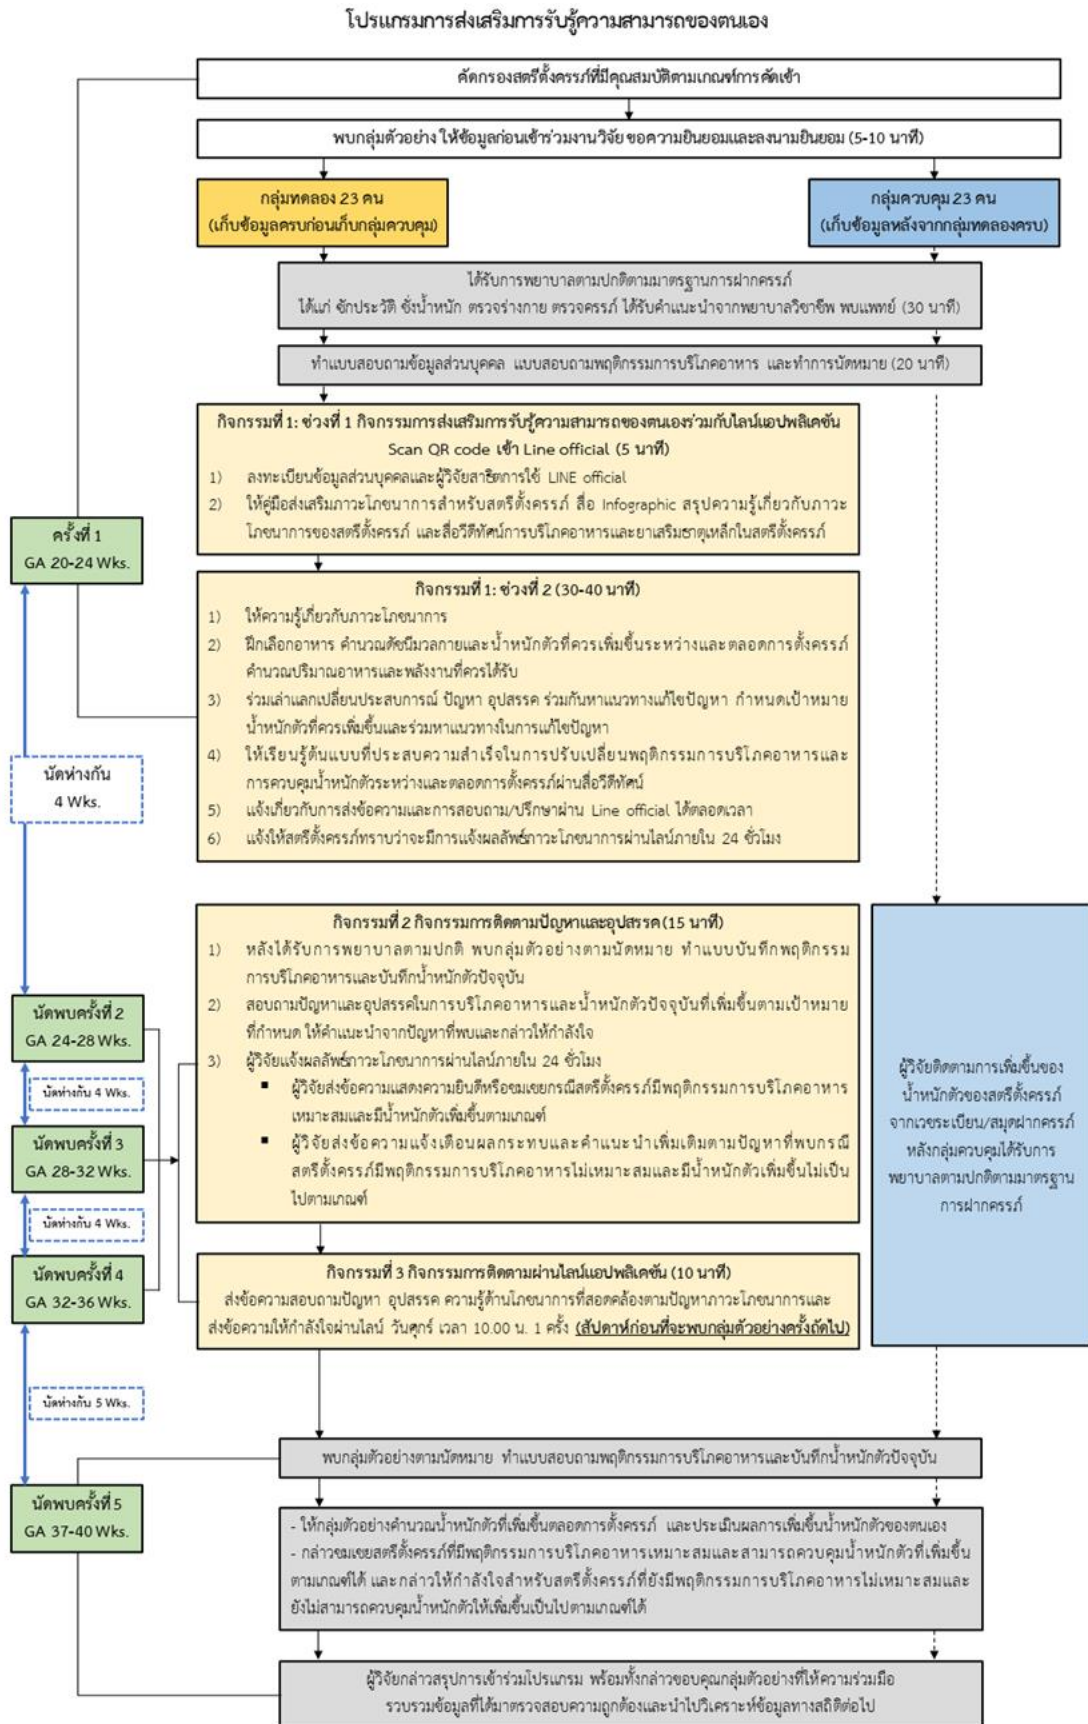 โปรแกรมการส่งเสริมการรับรู้ความสามารถของตนเอง
คัดกรองสตรีตั้งครรภ์ที่มีคุณสมบัติตามเกณฑ์การคัดเข้า
พบกลุ่มตัวอย่าง ให้ข้อมูลก่อนเข้าร่วมงานวิจัย ขอความยินยอมและลงนามยินยอม (5-10 นาที)
กลุ่มทดลอง 23 คน
(เก็บข้อมูลครบก่อนเก็บกลุ่มควบคุม)
กลุ่มควบคุม 23 คน
(เก็บข้อมูลหลังจากกลุ่มทดลองครบ)
ได้รับการพยาบาลตามปกติตามมาตรฐานการฝากครรภ์
ได้แก่ ซักประวัติ ชั่งน้ำหนัก ตรวจร่างกาย ตรวจครรภ์ ได้รับคำแนะนำจากพยาบาลวิชาชีพ พบแพทย์ (30 นาที)
ทำแบบสอบถามข้อมูลส่วนบุคคล แบบสอบถามพฤติกรรมการบริโภคอาหาร และทำการนัดหมาย (20 นาที)
ครั้งที่ 1
GA 20-24 Wks.
กิจกรรมที่ 1: ช่วงที่ 1 กิจกรรมการส่งเสริมการรับรู้ความสามารถของตนเองร่วมกับไลน์แอปพลิเคชัน
Scan QR code เข้า Line official (5 นาที)
1) ลงทะเบียนข้อมูลส่วนบุคคลและผู้วิจัยสาธิตการใช้ LINE official
2) ให้คู่มือส่งเสริมภาวะโภชนาการสำหรับสตรีตั้งครรภ์ สื่อ Infographic สรุปความรู้เกี่ยวกับภาวะ
โภชนาการของสตรีตั้งครรภ์ และสื่อวีดีทัศน์การบริโภคอาหารและยาเสริมธาตุเหล็กในสตรีตั้งครรภ์
กิจกรรมที่ 1: ช่วงที่ 2 (30-40 นาที)
1) ให้ความรู้เกี่ยวกับภาวะโภชนาการ
2) ฝึกเลือกอาหาร คำนวณดัชนีมวลกายและน้ำหนักตัวที่ควรเพิ่มขึ้นระหว่างและตลอดการตั้งครรภ์
คำนวณปริมาณอาหารและพลังงานที่ควรได้รับ
3) ร่วมเล่าแลกเปลี่ยนประสบการณ์ ปัญหา อุปสรรค ร่วมกันหาแนวทางแก้ไขปัญหา กำหนดเป้าหมาย
น้ำหนักตัวที่ควรเพิ่มขึ้นและร่วมหาแนวทางในการแก้ไขปัญหา
4) ให้เรียนรู้ต้นแบบที่ประสบความสำเร็จในการปรับเปลี่ยนพฤติกรรมการบริโภคอาหารและ
การควบคุมน้ำหนักตัวระหว่างและตลอดการตั้งครรภ์ผ่านสื่อวีดีทัศน์
5) แจ้งเกี่ยวกับการส่งข้อความและการสอบถาม/ปรึกษาผ่าน Line official ได้ตลอดเวลา
6) แจ้งให้สตรีตั้งครรภ์ทราบว่าจะมีการแจ้งผลลัพธ์ภาวะโภชนาการผ่านไลน์ภายใน 24 ชั่วโมง
นัดห่างกัน
4 Wks.
กิจกรรมที่ 2 กิจกรรมการติดตามปัญหาและอุปสรรค (15 นาที)
1) หลังได้รับการพยาบาลตามปกติ พบกลุ่มตัวอย่างตามนัดหมาย ทำแบบบันทึกพฤติกรรม
การบริโภคอาหารและบันทึกน้ำหนักตัวปัจจุบัน
2) สอบถามปัญหาและอุปสรรคในการบริโภคอาหารและน้ำหนักตัวปัจจุบันที่เพิ่มขึ้นตามเป้าหมาย
ที่กำหนด ให้คำแนะนำจากปัญหาที่พบและกล่าวให้กำลังใจ
3) ผู้วิจัยแจ้งผลลัพธ์ภาวะโภชนาการผ่านไลน์ภายใน 24 ชั่วโมง
▪ ผู้วิจัยส่งข้อความแสดงความยินดีหรือชมเชยกรณีสตรีตั้งครรภ์มีพฤติกรรมการบริโภคอาหาร
เหมาะสมและมีน้ำหนักตัวเพิ่มขึ้นตามเกณฑ์
▪ ผู้วิจัยส่งข้อความแจ้งเตือนผลกระทบและคำแนะนำเพิ่มเติมตามปัญหาที่พบกรณี
สตรีตั้งครรภ์มีพฤติกรรมการบริโภคอาหารไม่เหมาะสมและมีน้ำหนักตัวเพิ่มขึ้นไม่เป็น
ไปตามเกณฑ์
นัดพบครั้งที่ 2
GA 24-28 Wks.
นัดห่างกัน 4 Wks.
นัดพบครั้งที่ 3
GA 28-32 Wks.
นัดห่างกัน 4 Wks.
นัดพบครั้งที่ 4
GA 32-36 Wks.
ผู้วิจัยติดตามการเพิ่มขึ้นของ
น้ำหนักตัวของสตรีตั้งครรภ์
จากเวชระเบียน/สมุดฝากครรภ์
หลังกลุ่มควบคุมได้รับการ
พยาบาลตามปกติตามมาตรฐาน
การฝากครรภ์
กิจกรรมที่ 3 กิจกรรมการติดตามผ่านไลน์แอปพลิเคชัน (10 นาที)
ส่งข้อความสอบถามปัญหา อุปสรรค ความรู้ด้านโภชนาการที่สอดคล้องตามปัญหาภาวะโภชนาการและ
ส่งข้อความให้กำลังใจผ่านไลน์ วันศุกร์ เวลา 10.00 น. 1 ครั้ง (สัปดาห์ก่อนที่จะพบกลุ่มตัวอย่างครั้งถัดไป)
นัดห่างกัน 5 Wks.
พบกลุ่มตัวอย่างตามนัดหมาย ทำแบบสอบถามพฤติกรรมการบริโภคอาหารและบันทึกน้ำหนักตัวปัจจุบัน
นัดพบครั้งที่ 5
GA 37-40 Wks.
- ให้กลุ่มตัวอย่างคำนวณน้ำหนักตัวที่เพิ่มขึ้นตลอดการตั้งครรภ์ และประเมินผลการเพิ่มขึ้นน้ำหนักตัวของตนเอง
- กล่าวชมเชยสตรีตั้งครรภ์ที่มีพฤติกรรมการบริโภคอาหารเหมาะสมและสามารถควบคุมน้ำหนักตัวที่เพิ่มขึ้น
ตามเกณฑ์ได้ และกล่าวให้กำลังใจสำหรับสตรีตั้งครรภ์ที่ยังมีพฤติกรรมการบริโภคอาหารไม่เหมาะสมและ
ยังไม่สามารถควบคุมน้ำหนักตัวให้เพิ่มขึ้นเป็นไปตามเกณฑ์ได้
ผู้วิจัยกล่าวสรุปการเข้าร่วมโปรแกรม พร้อมทั้งกล่าวขอบคุณกลุ่มตัวอย่างที่ให้ความร่วมมือ
รวบรวมข้อมูลที่ได้มาตรวจสอบความถูกต้องและนำไปวิเคราะห์ข้อมูลทางสถิติต่อไป